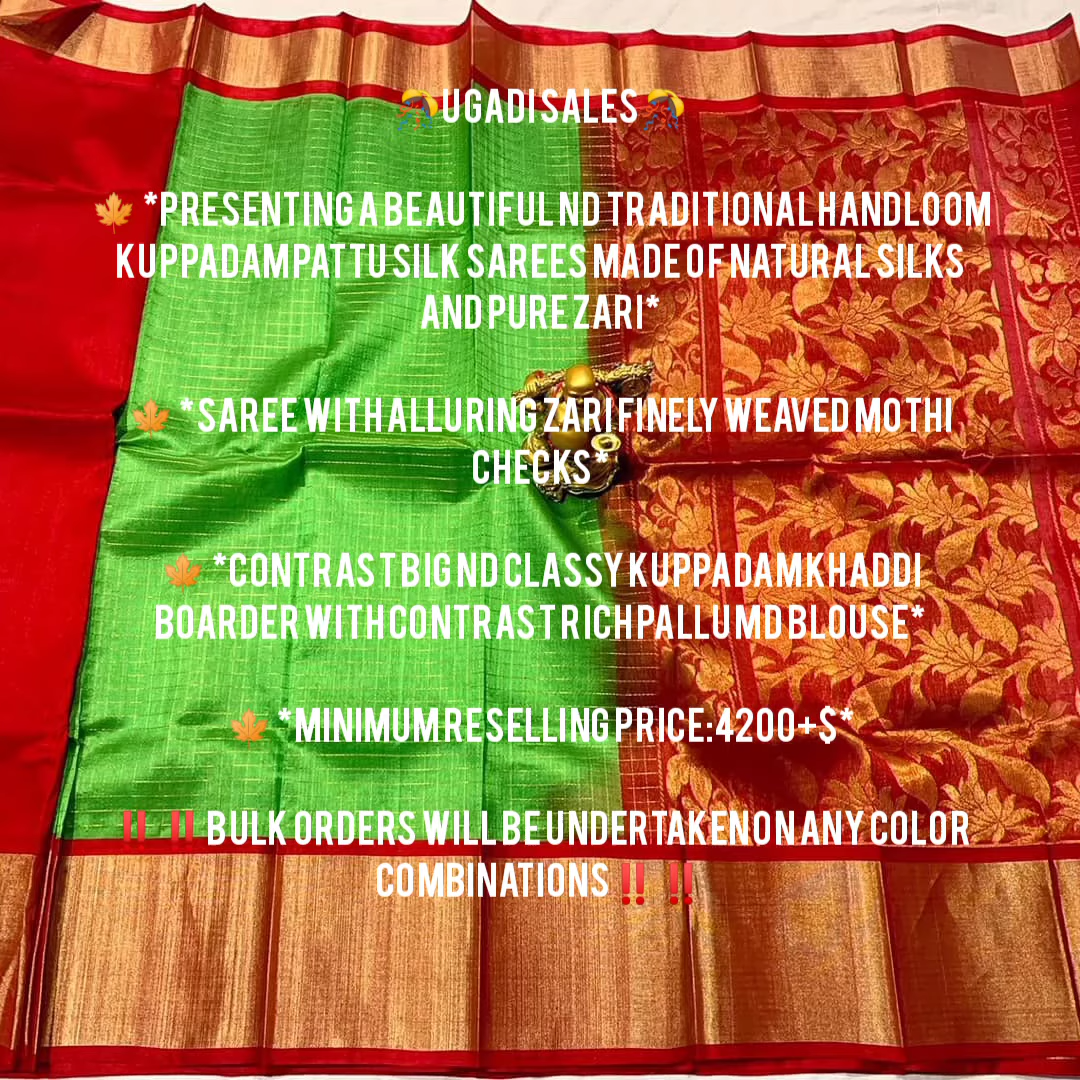 🎊UGADI SALES🎊
🍁 *PRESENTING A BEAUTIFUL ND TRADITIONAL HANDLOOM
KUPPADAM PATTU SILK SAREES MADE OF NATURAL SILKS
AND PURE ZARI*
🍁 *SAREE WITH ALLURING ZARI FINELY WEAVED MOTHI
CHECKS*
🍁 *CONTRAST BIG ND CLASSY KUPPADAM KHADDI
BOARDER WITH CONTRAST RICH PALLU MD BLOUSE*
🍁 *MINIMUM RESELLING PRICE:4200+$*
‼️‼️BULK ORDERS WILL BE UNDERTAKEN ON ANY COLOR
COMBINATIONS‼️‼️